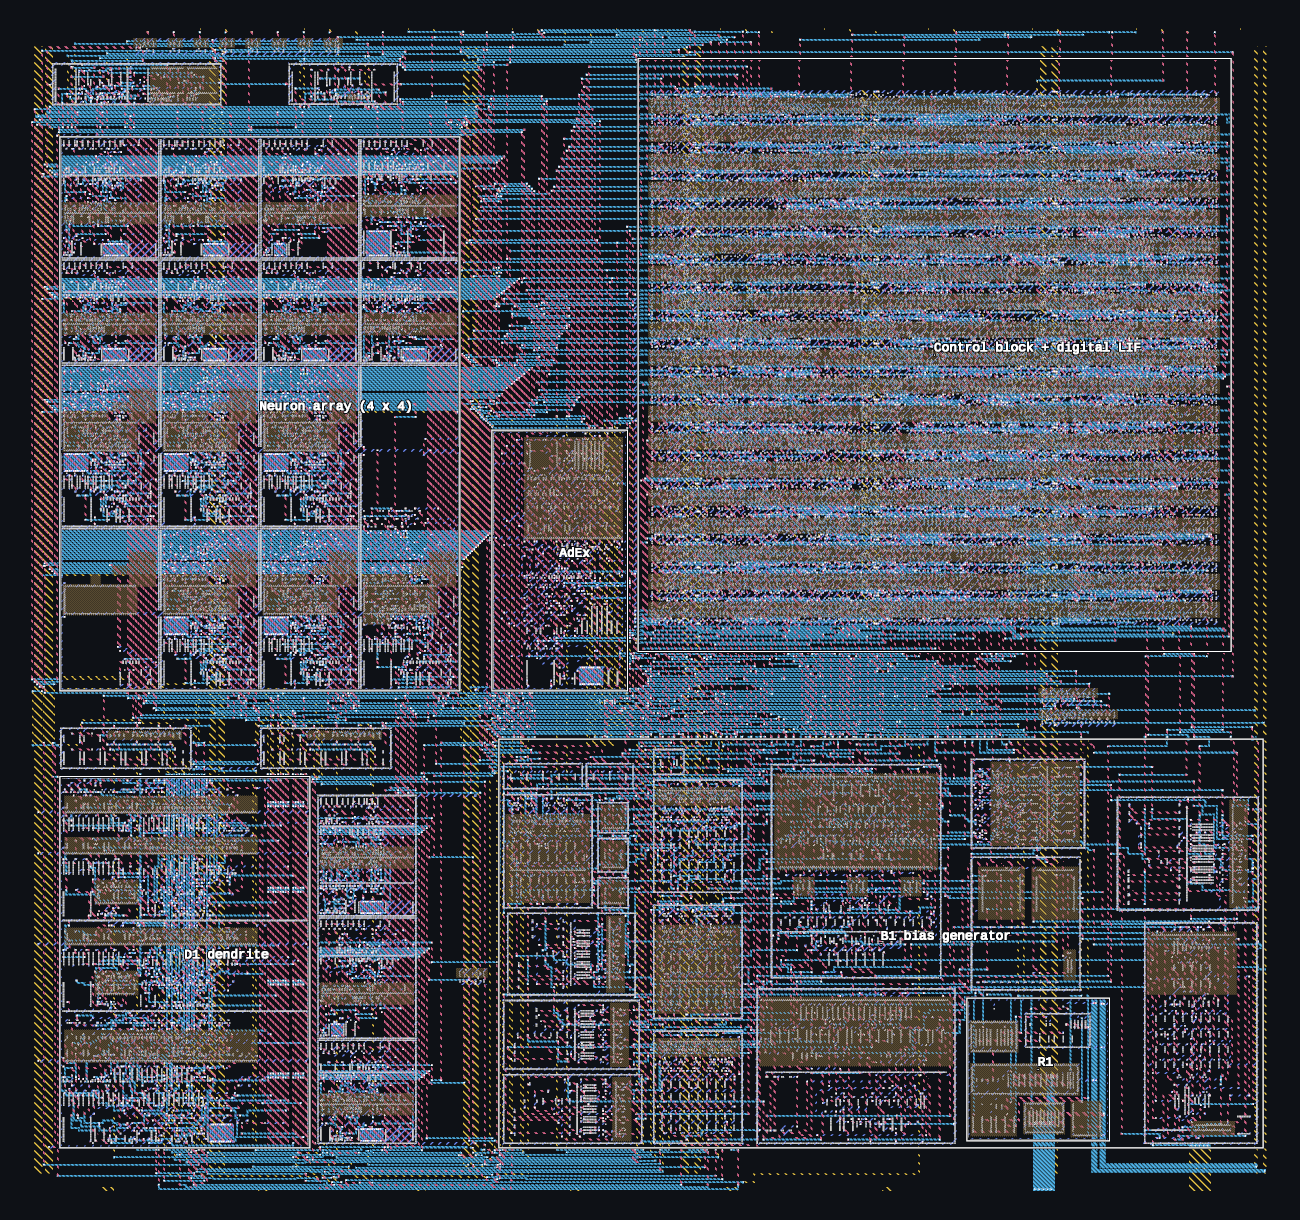 Control block + digital LIF
Neuron array (4 x 4)
AdEx
B1 bias generator
D1 dendrite
R1